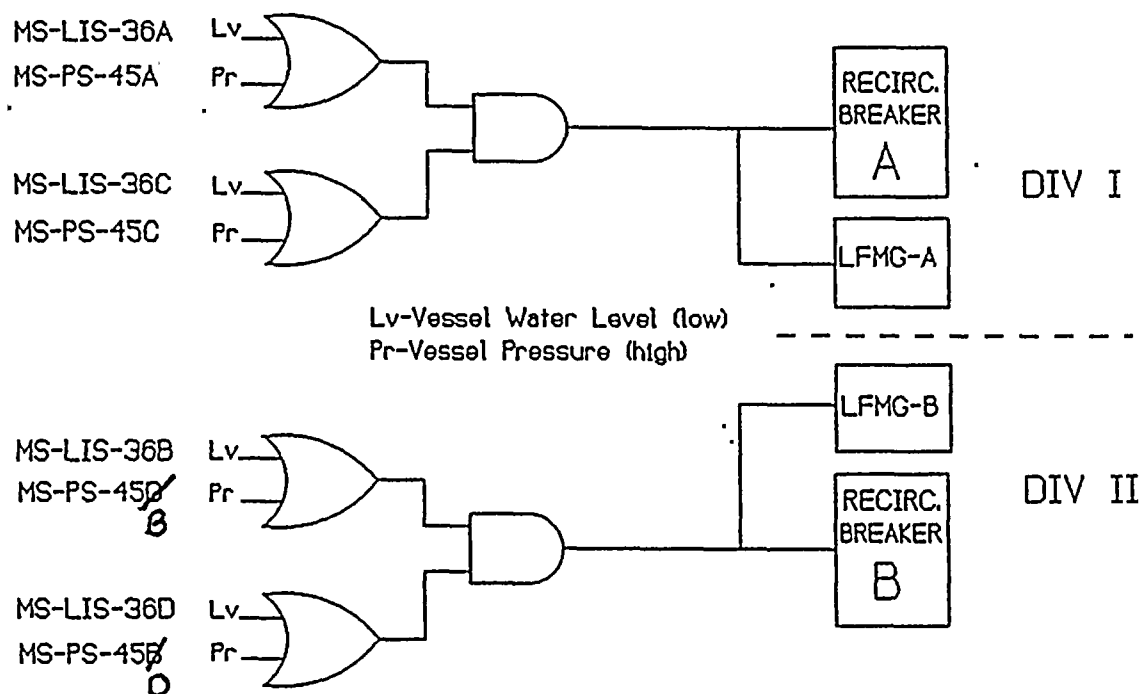 MS-LIS-36A Lv
MS-PS-45A Pr
MS-LIS-36C Lv
MS-PS-45C Pr
RECIRC.
BREAKER
A
LFMG-A
DIV I
Lv-Vessel Water Level (low)
Pr-Vessel Pressure (high)
LFMG-B
RECIRC.
BREAKER
B
DIV II
MS-LIS-36B Lv
MS-PS-45D Pr
B
MS-LIS-36D Lv
MS-PS-45B Pr
D